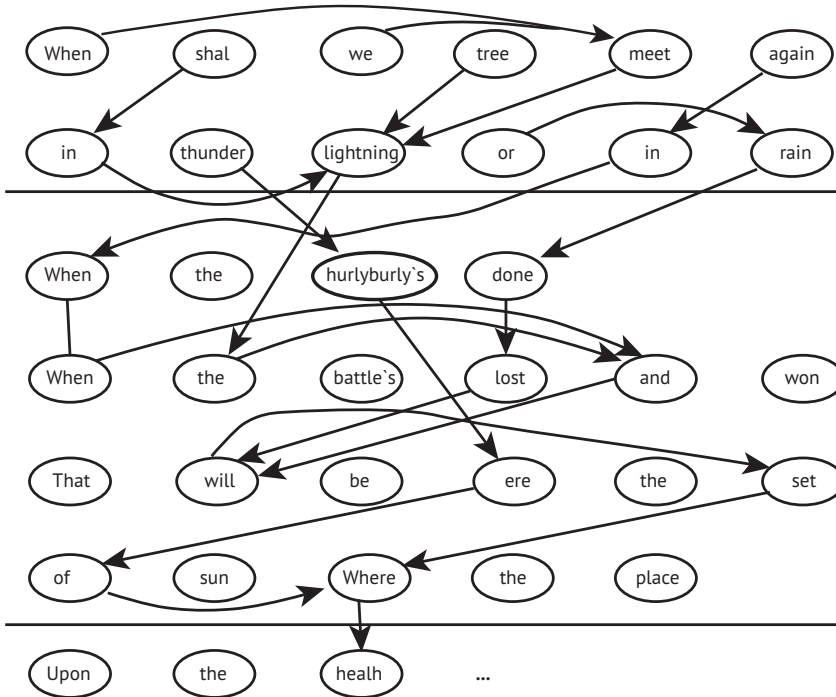 When shal we tree meet again
in thunder lightning or in rain
When the hurlyburly`s done
When the battle`s lost and won
That will be ere the set
of sun Where the place
Upon the healh ...